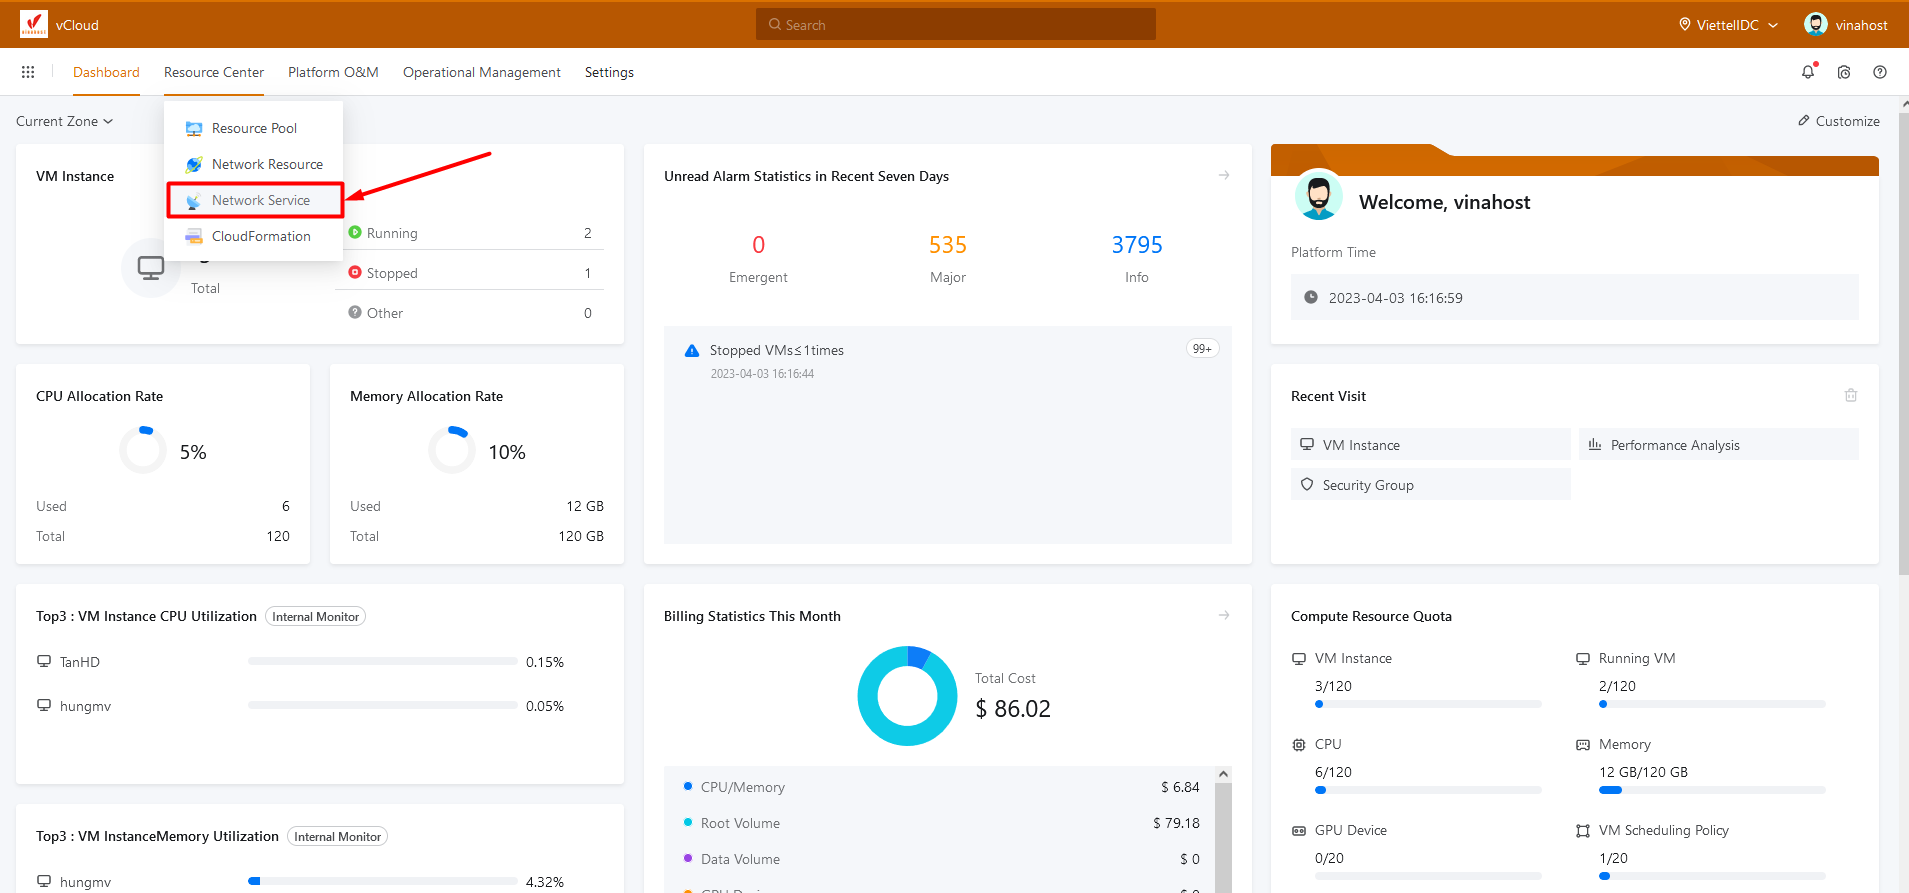 VINAHOST
vCloud
Search
ViettelIDC
vinahost
Dashboard
Resource Center
Platform O&M
Operational Management
Settings
Current Zone
Customize
Resource Pool
Network Resource
Network Service
CloudFormation
VM Instance
Total
Running 2
Stopped 1
Other 0
Unread Alarm Statistics in Recent Seven Days
0 535 3795
Emergent Major Info
Stopped VMs≤1times 99+
2023-04-03 16:16:44
Welcome, vinahost
Platform Time
2023-04-03 16:16:59
CPU Allocation Rate
5%
Used 6
Total 120
Memory Allocation Rate
10%
Used 12 GB
Total 120 GB
Recent Visit
VM Instance
Performance Analysis
Security Group
Top3 : VM Instance CPU Utilization Internal Monitor
TanHD 0.15%
hungmv 0.05%
Top3 : VM InstanceMemory Utilization Internal Monitor
hungmv 4.32%
Billing Statistics This Month
Total Cost
$ 86.02
CPU/Memory $ 6.84
Root Volume $ 79.18
Data Volume $ 0
Compute Resource Quota
VM Instance
3/120
Running VM
2/120
CPU
6/120
Memory
12 GB/120 GB
GPU Device
0/20
VM Scheduling Policy
1/20